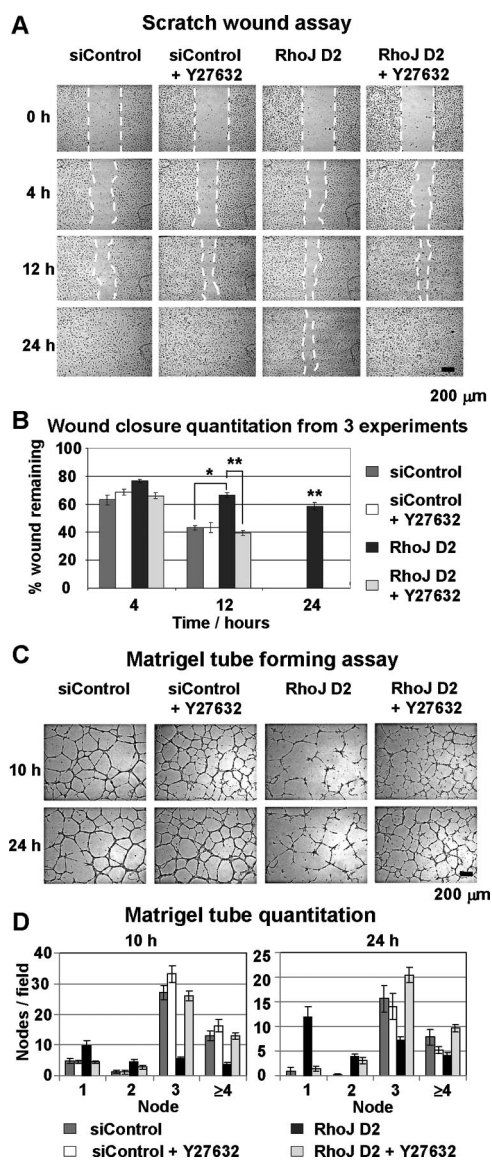 A
Scratch wound assay
siControl
siControl + Y27632
RhoJ D2
RhoJ D2 + Y27632
0 h
4 h
12 h
24 h
200 µm
B
Wound closure quantitation from 3 experiments
% wound remaining
100
80
60
40
20
0
*
**
**
4
12
24
Time / hours
siControl
siControl + Y27632
RhoJ D2
RhoJ D2 + Y27632
C
Matrigel tube forming assay
siControl
siControl + Y27632
RhoJ D2
RhoJ D2 + Y27632
10 h
24 h
200 µm
D
Matrigel tube quantitation
10 h
24 h
Nodes / field
40
30
20
10
0
25
20
15
10
5
0
1
2
3
≥4
1
2
3
≥4
Node
Node
siControl
RhoJ D2
siControl + Y27632
RhoJ D2 + Y27632